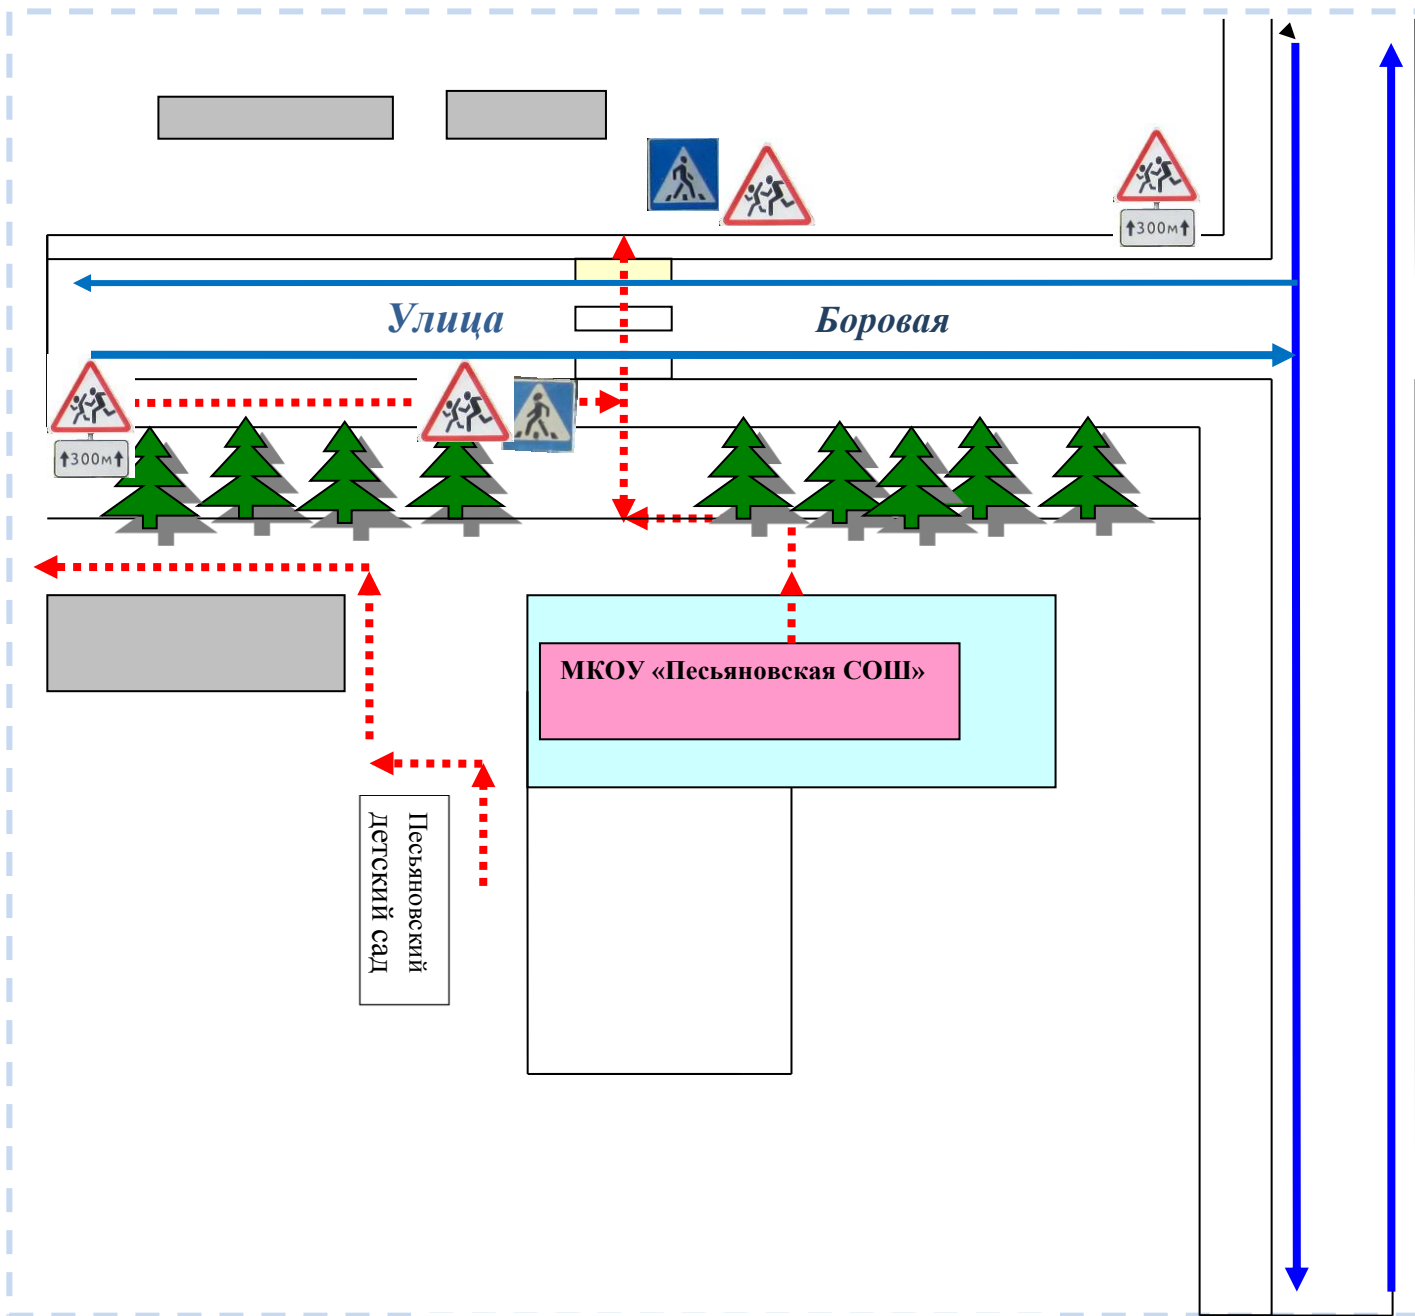 300м
Улица Боровая
300м
МКОУ «Песьяновская СОШ»
Песьяновский
детский сад